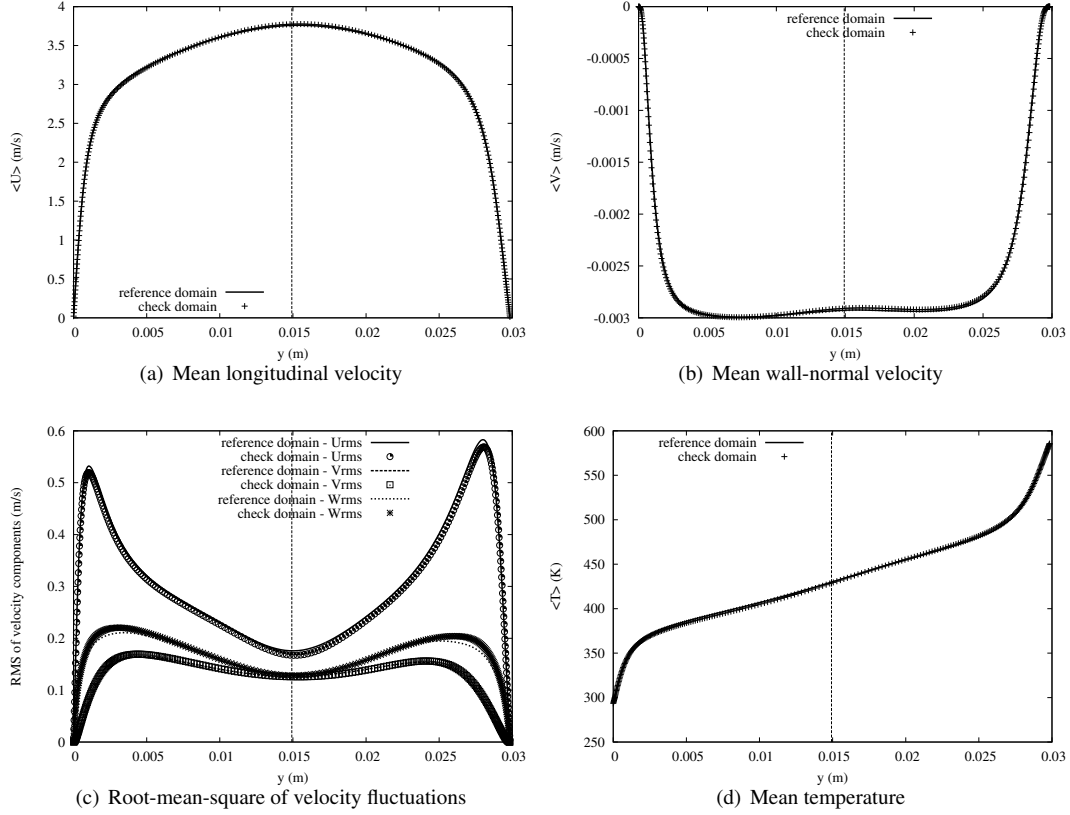 4
3.5
3
2.5
2
1.5
1
0.5
0
<U> (m/s)
reference domain
check domain
0 0.005 0.01 0.015 0.02 0.025 0.03
y (m)
(a) Mean longitudinal velocity
reference domain
check domain
0
-0.0005
-0.001
-0.0015
-0.002
-0.0025
-0.003
<V> (m/s)
0 0.005 0.01 0.015 0.02 0.025 0.03
y (m)
(b) Mean wall-normal velocity
0.6
0.5
0.4
0.3
0.2
0.1
0
RMS of velocity components (m/s)
reference domain - Urms
check domain - Urms
reference domain - Vrms
check domain - Vrms
reference domain - Wrms
check domain - Wrms
0 0.005 0.01 0.015 0.02 0.025 0.03
y (m)
(c) Root-mean-square of velocity fluctuations
600
550
500
450
400
350
300
250
<T> (K)
reference domain
check domain
0 0.005 0.01 0.015 0.02 0.025 0.03
y (m)
(d) Mean temperature